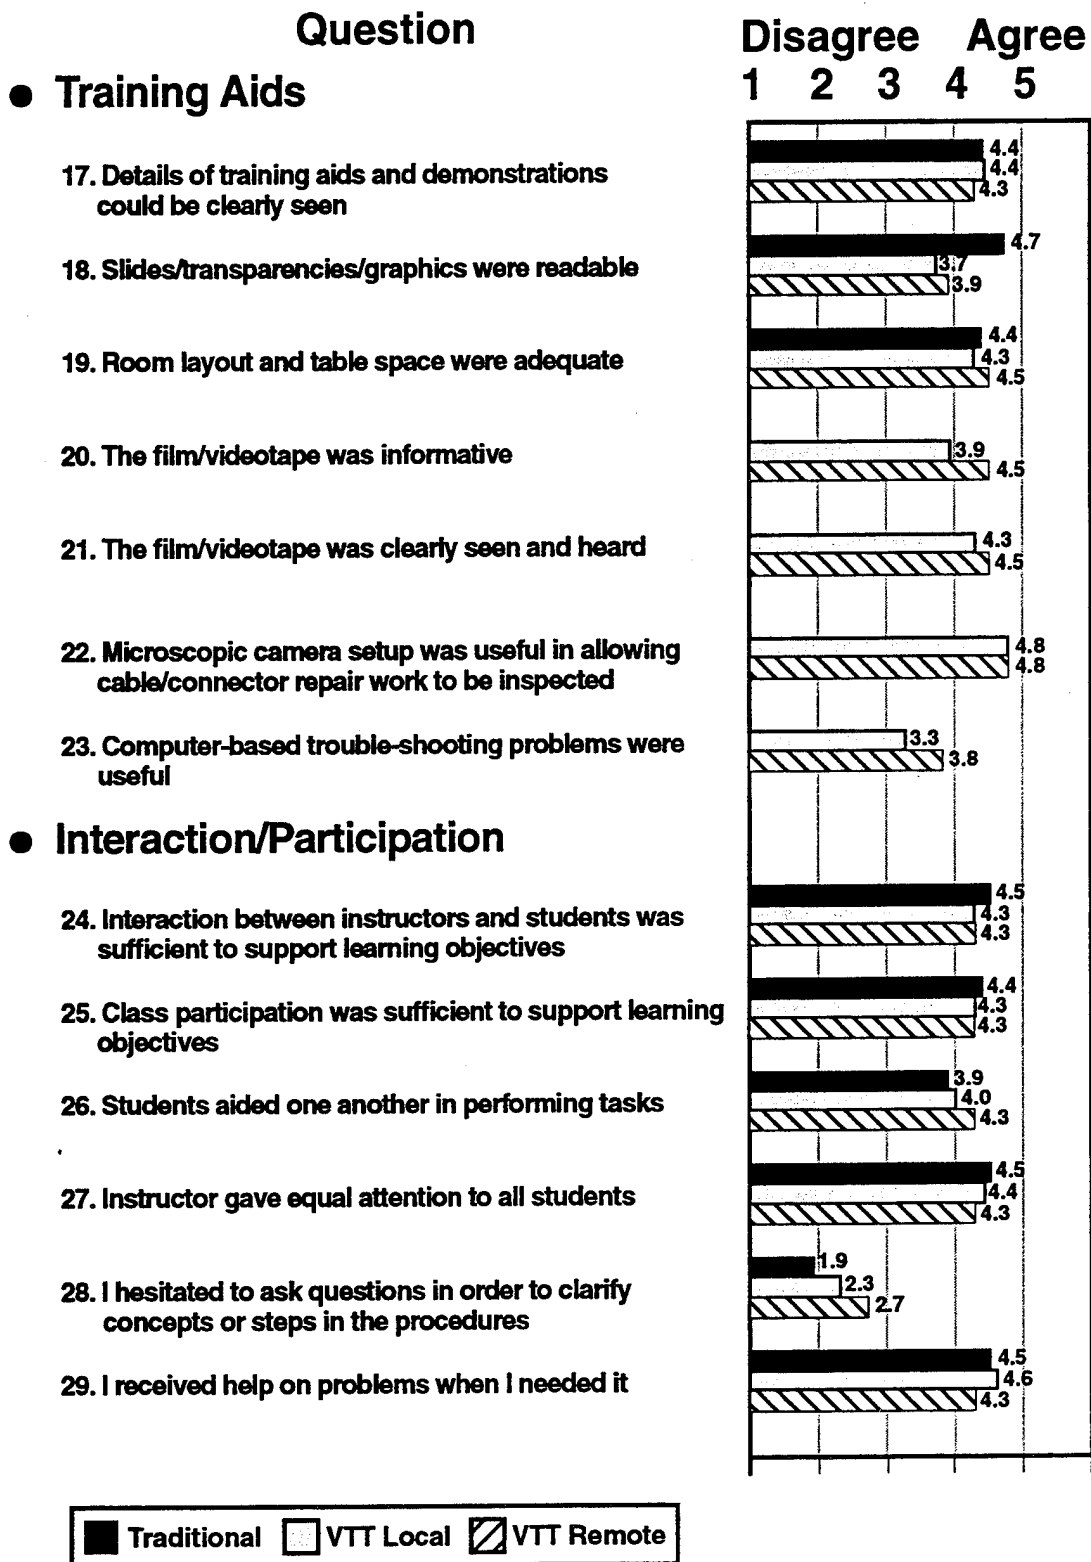 Question
Disagree Agree
1 2 3 4 5
● Training Aids
17. Details of training aids and demonstrations
could be clearly seen
4.4
4.4
4.3
18. Slides/transparencies/graphics were readable
4.7
3.7
3.9
19. Room layout and table space were adequate
4.4
4.3
4.5
20. The film/videotape was informative
3.9
4.5
21. The film/videotape was clearly seen and heard
4.3
4.5
22. Microscopic camera setup was useful in allowing
cable/connector repair work to be inspected
4.8
4.8
23. Computer-based trouble-shooting problems were
useful
3.3
3.8
● Interaction/Participation
24. Interaction between instructors and students was
sufficient to support learning objectives
4.5
4.3
4.3
25. Class participation was sufficient to support learning
objectives
4.4
4.3
4.3
26. Students aided one another in performing tasks
3.9
4.0
4.3
27. Instructor gave equal attention to all students
4.5
4.4
4.3
28. I hesitated to ask questions in order to clarify
concepts or steps in the procedures
1.9
2.3
2.7
29. I received help on problems when I needed it
4.5
4.6
4.3
Traditional VTT Local VTT Remote